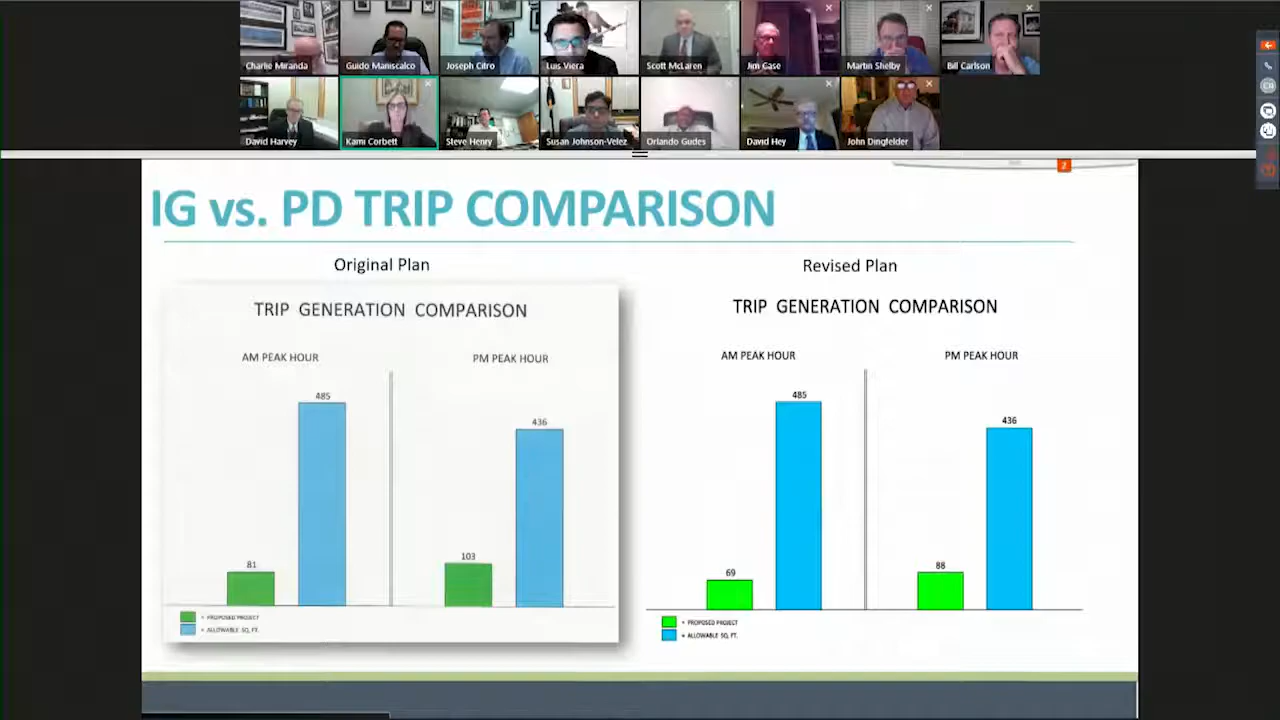 Charlie Miranda
Guido Maniscalco
Joseph Citro
Luis Viera
Scott McLaren
Jim Case
Martin Shelby
Bill Carlson
David Harvey
Kami Corbett
Steve Henry
Susan Johnson-Velez
Orlando Gudes
David Hey
John Dingfelder
2
IG vs. PD TRIP COMPARISON
Original Plan
TRIP GENERATION COMPARISON
AM PEAK HOUR
PM PEAK HOUR
485
436
81
103
= PROPOSED PROJECT
= ALLOWABLE SQ. FT.
Revised Plan
TRIP GENERATION COMPARISON
AM PEAK HOUR
PM PEAK HOUR
485
436
69
88
= PROPOSED PROJECT
= ALLOWABLE SQ. FT.